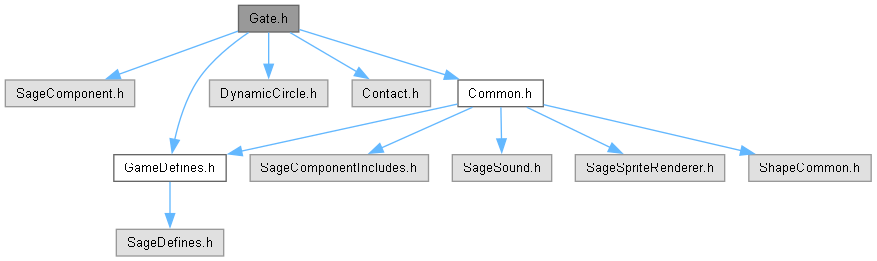 Gate.h
SageComponent.h
DynamicCircle.h
Contact.h
Common.h
GameDefines.h
SageComponentIncludes.h
SageSound.h
SageSpriteRenderer.h
ShapeCommon.h
SageDefines.h